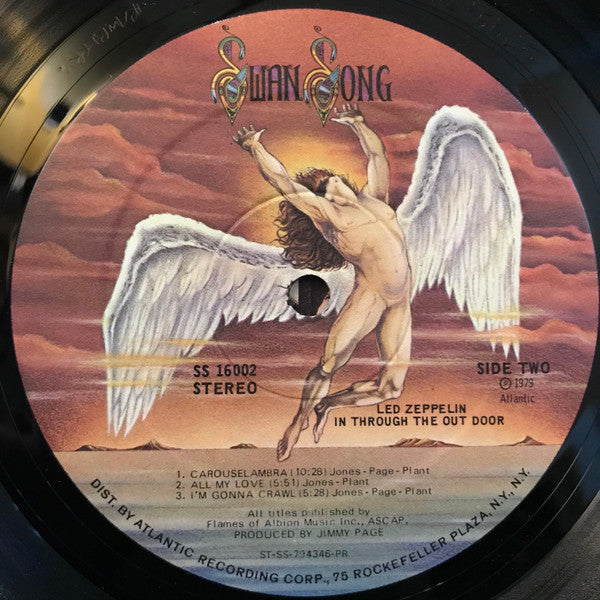 SWAN SONG
SS 16002
STEREO
SIDE TWO
℗ 1979
Atlantic
LED ZEPPELIN
IN THROUGH THE OUT DOOR
1. CAROUSELAMBRA (10:28) Jones - Page - Plant
2. ALL MY LOVE (5:51) Jones - Plant
3. I'M GONNA CRAWL (5:28) Jones - Page - Plant
All titles published by
Flames of Albion Music Inc., ASCAP.
PRODUCED BY JIMMY PAGE
ST-SS-794346-PR
DIST. BY ATLANTIC RECORDING CORP., 75 ROCKEFELLER PLAZA, N.Y., N.Y.